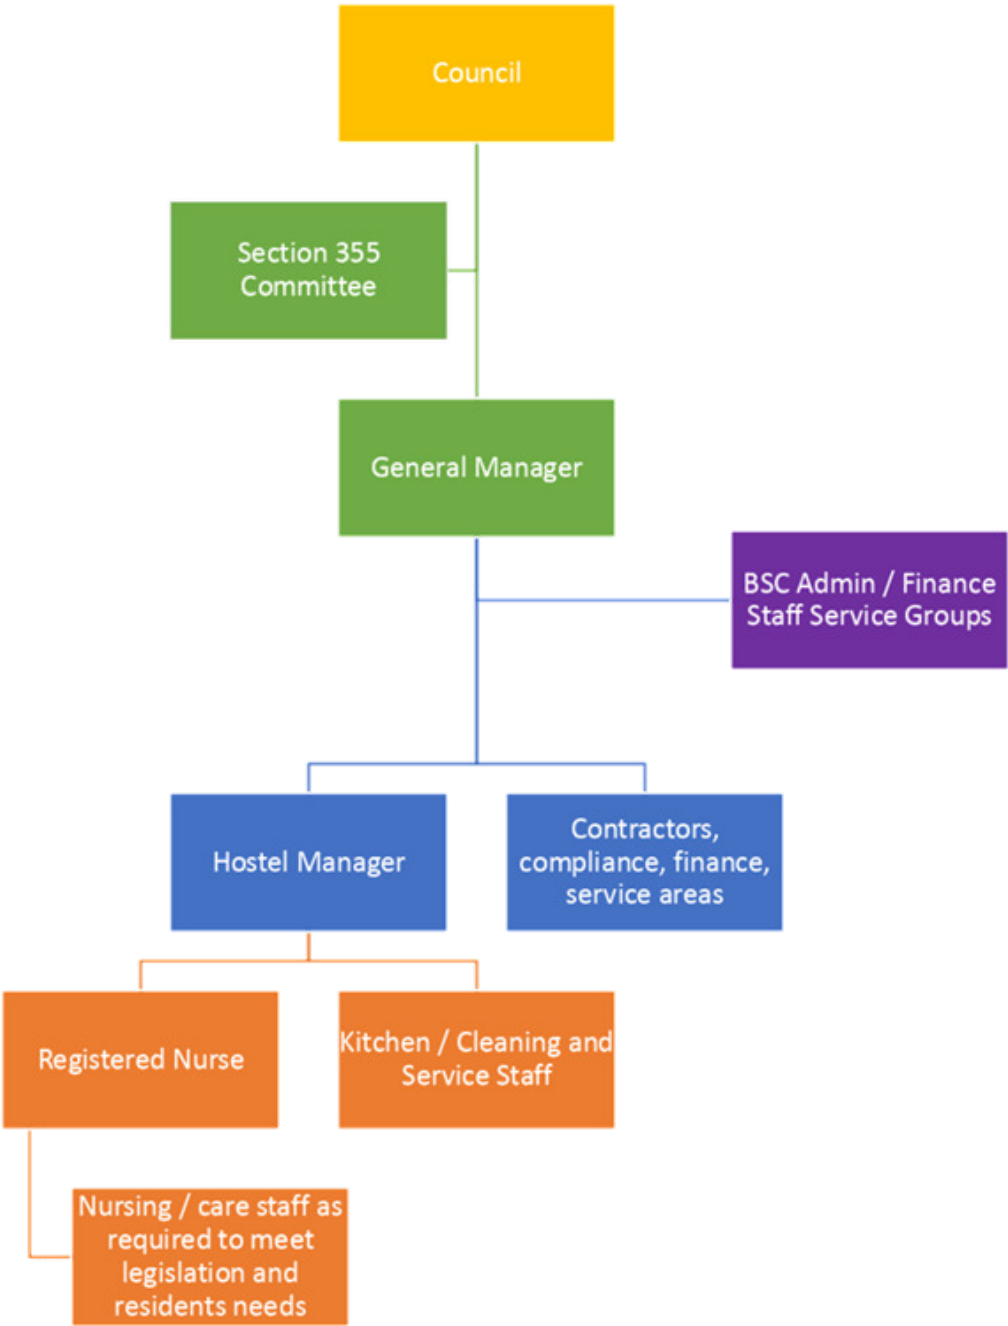 Council
Section 355
Committee
General Manager
BSC Admin / Finance
Staff Service Groups
Hostel Manager
Contractors,
compliance, finance,
service areas
Registered Nurse
Kitchen / Cleaning and
Service Staff
Nursing / care staff as
required to meet
legislation and
residents needs